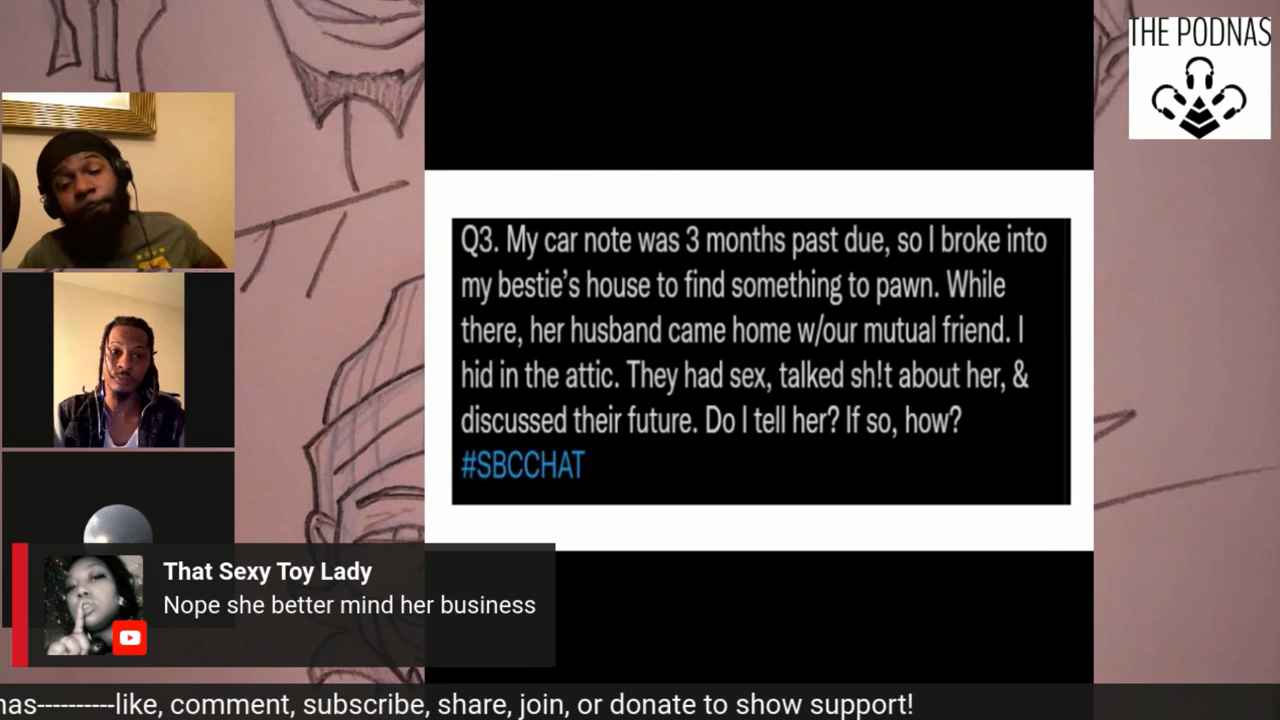 THE PODNAS
Q3. My car note was 3 months past due, so I broke into
my bestie's house to find something to pawn. While
there, her husband came home w/our mutual friend. I
hid in the attic. They had sex, talked sh!t about her, &
discussed their future. Do I tell her? If so, how?
#SBCCHAT
That Sexy Toy Lady
Nope she better mind her business
nas----------like, comment, subscribe, share, join, or donate to show support!